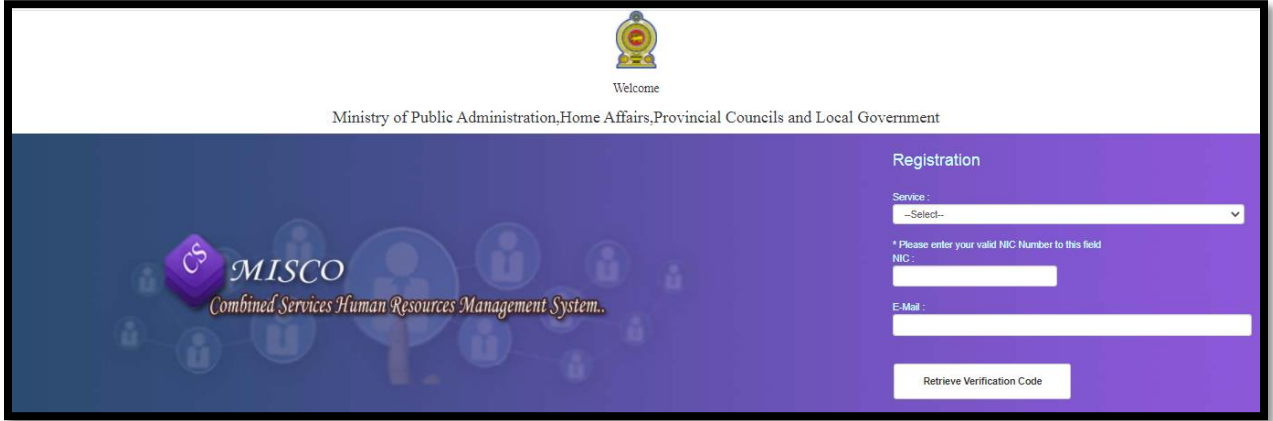 Welcome
Ministry of Public Administration,Home Affairs,Provincial Councils and Local Government
Registration
Service :
--Select--
* Please enter your valid NIC Number to this field
NIC :
E-Mail :
Retrieve Verification Code
CS
MISCO
Combined Services Human Resources Management System..